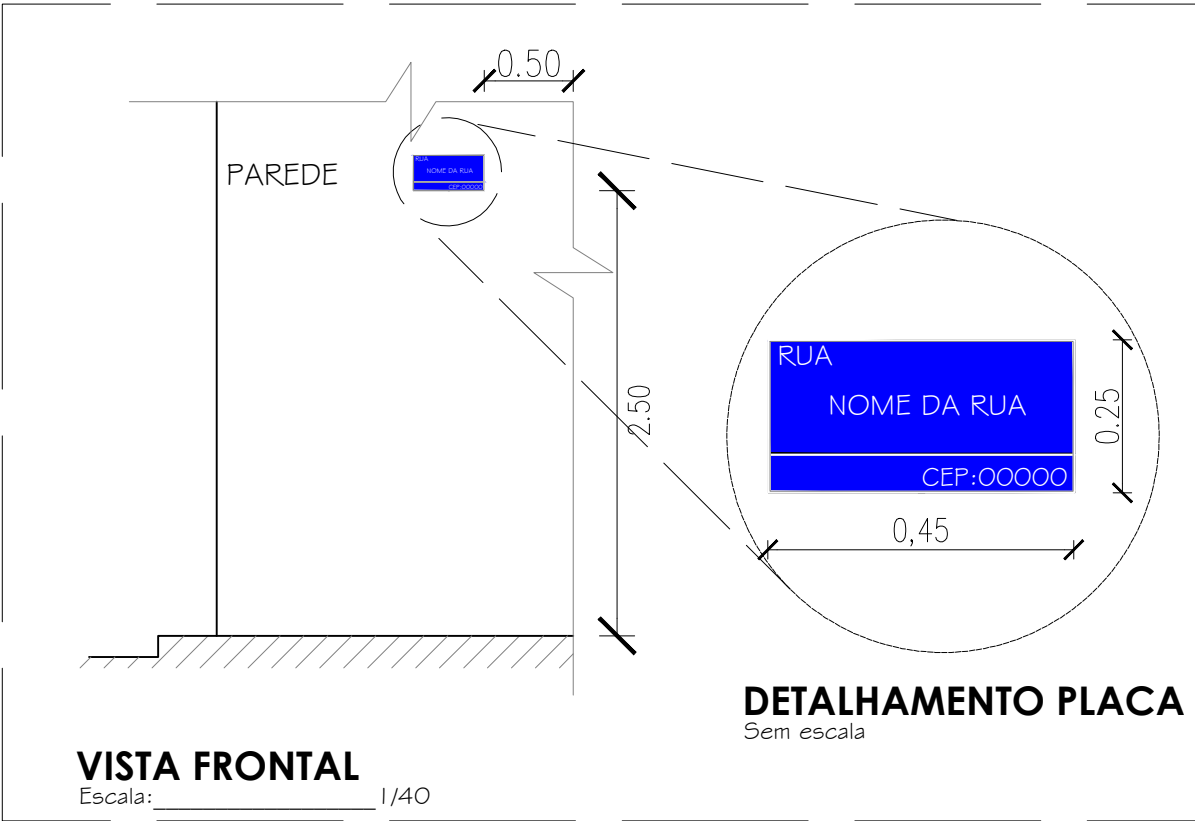 0.50
PAREDE
RUA
NOME DA RUA
CEP:00000
2.50
RUA
NOME DA RUA
CEP:00000
0.25
0,45
DETALHAMENTO PLACA
Sem escala
VISTA FRONTAL
Escala:____________________1/40